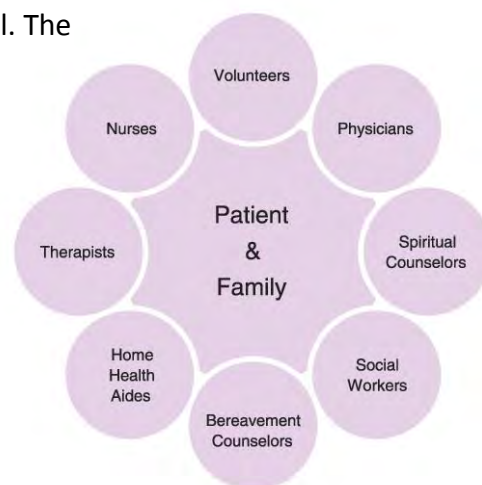 l. The
Volunteers
Nurses
Physicians
Patient
&
Family
Therapists
Spiritual
Counselors
Home
Health
Aides
Social
Workers
Bereavement
Counselors